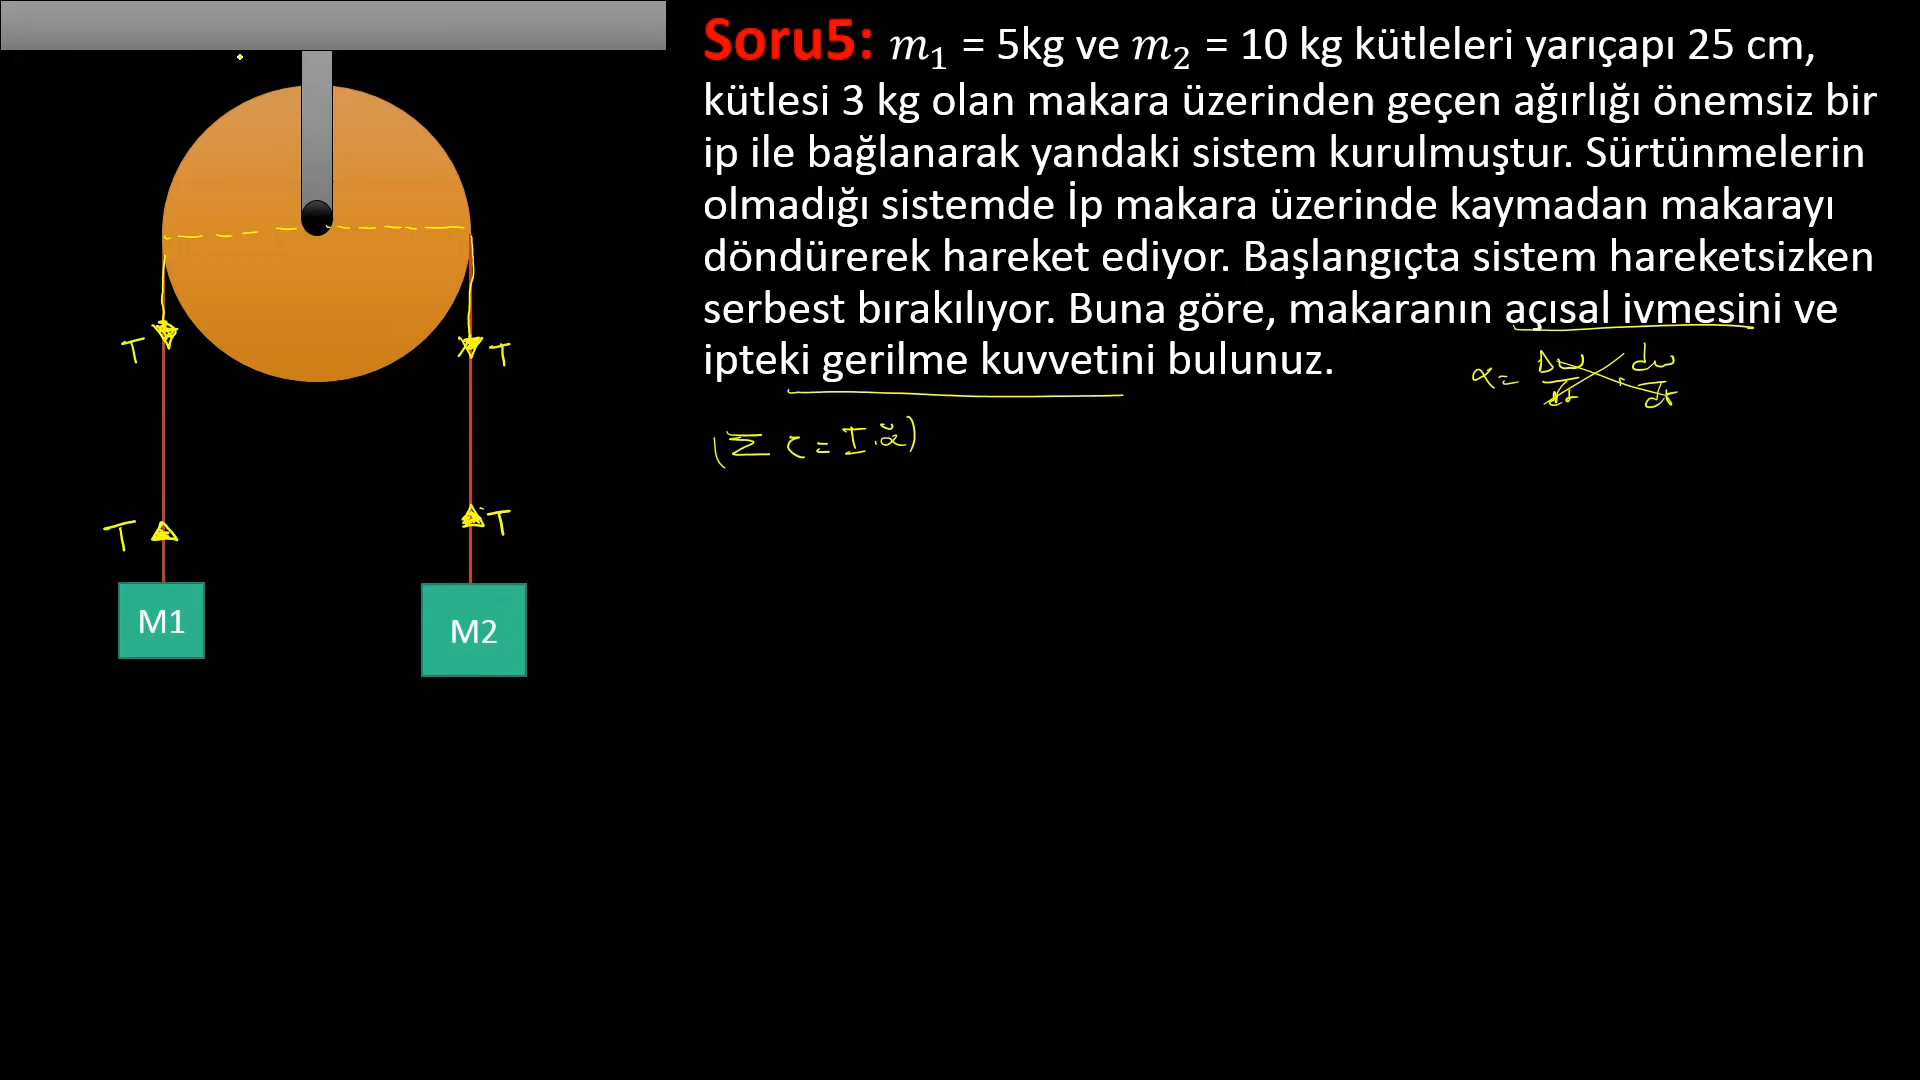 Soru5: m₁ = 5kg ve m₂ = 10 kg kütleleri yarıçapı 25 cm,
kütlesi 3 kg olan makara üzerinden geçen ağırlığı önemsiz bir
ip ile bağlanarak yandaki sistem kurulmuştur. Sürtünmelerin
olmadığı sistemde İp makara üzerinde kaymadan makarayı
döndürerek hareket ediyor. Başlangıçta sistem hareketsizken
serbest bırakılıyor. Buna göre, makaranın açısal ivmesini ve
ipteki gerilme kuvvetini bulunuz.
(Σ τ = I.α)
T
T
T
T
M1
M2